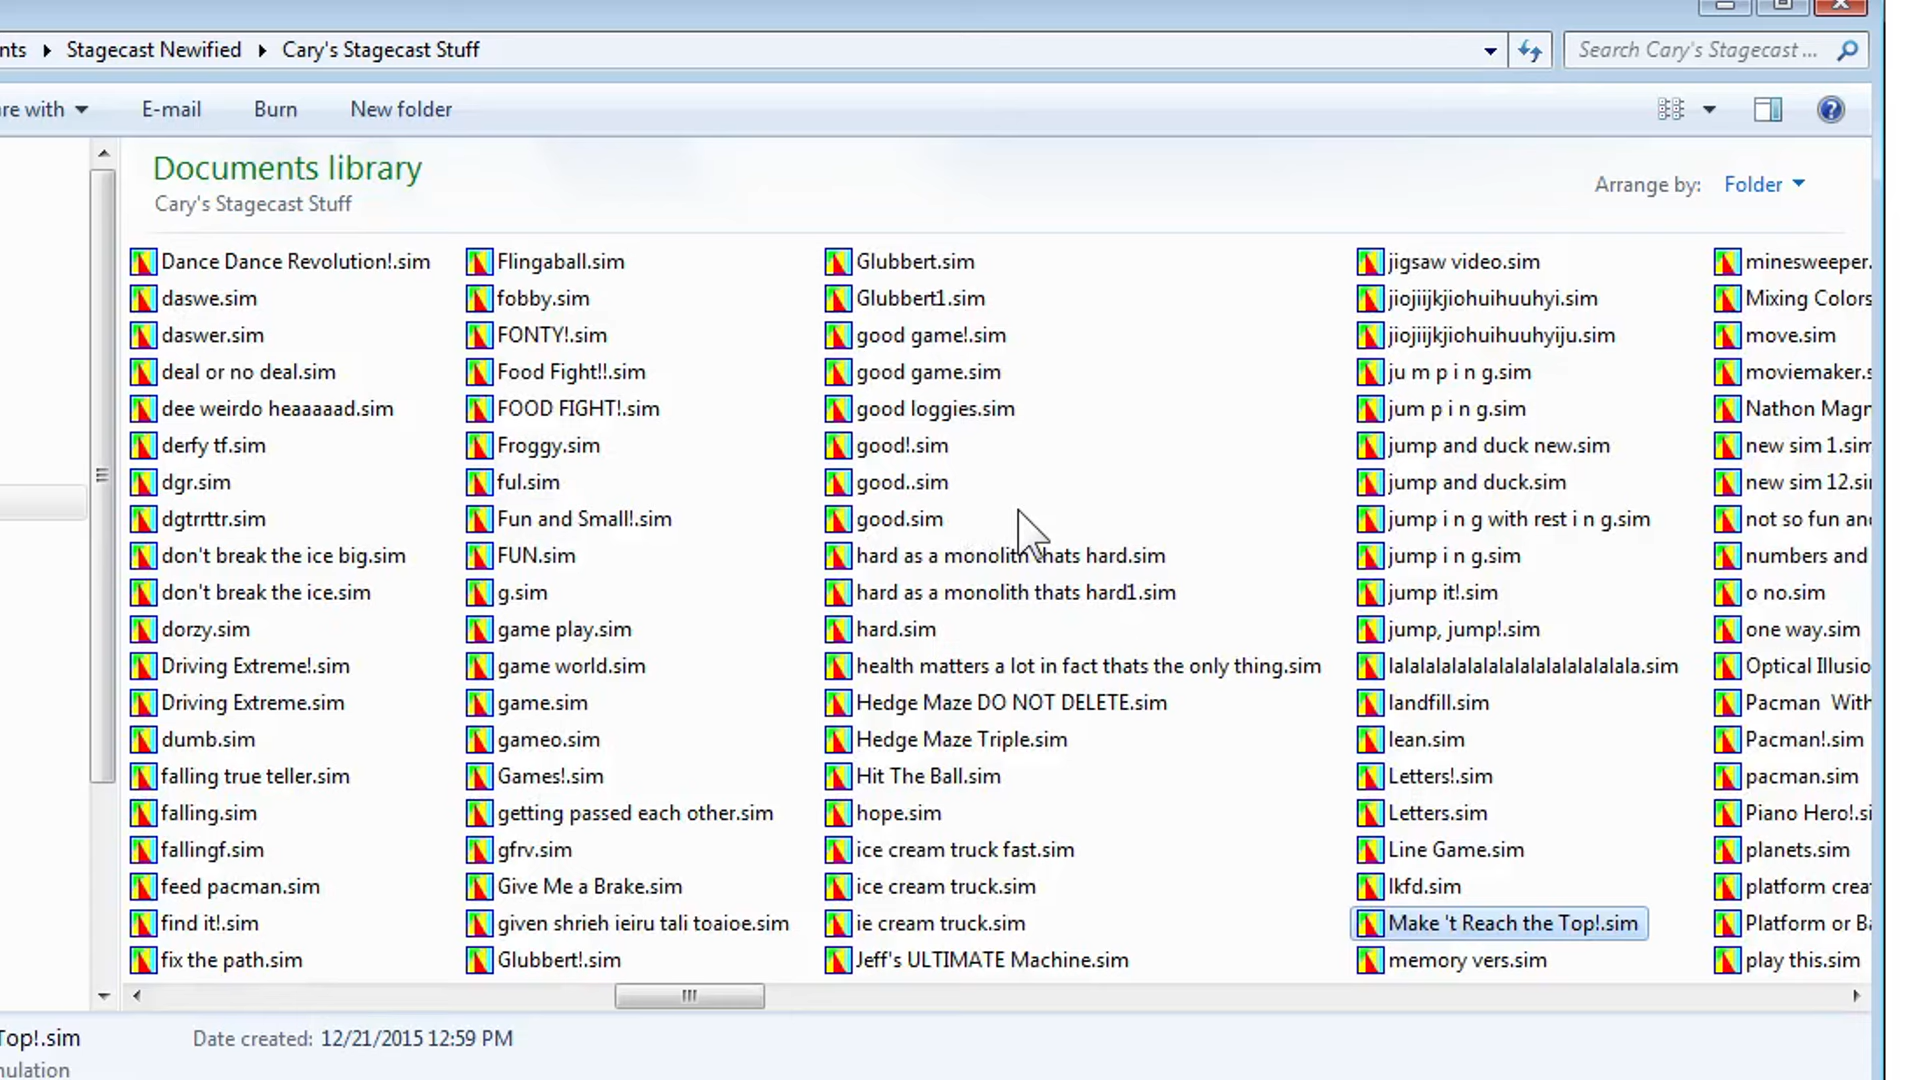 nts ▸ Stagecast Newified ▸ Cary's Stagecast Stuff
Search Cary's Stagecast ...
re with
E-mail
Burn
New folder
Documents library
Cary's Stagecast Stuff
Arrange by: Folder
Dance Dance Revolution!.sim
daswe.sim
daswer.sim
deal or no deal.sim
dee weirdo heaaaaad.sim
derfy tf.sim
dgr.sim
dgtrrttr.sim
don't break the ice big.sim
don't break the ice.sim
dorzy.sim
Driving Extreme!.sim
Driving Extreme.sim
dumb.sim
falling true teller.sim
falling.sim
fallingf.sim
feed pacman.sim
find it!.sim
fix the path.sim
Flingaball.sim
fobby.sim
FONTY!.sim
Food Fight!!.sim
FOOD FIGHT!.sim
Froggy.sim
ful.sim
Fun and Small!.sim
FUN.sim
g.sim
game play.sim
game world.sim
game.sim
gameo.sim
Games!.sim
getting passed each other.sim
gfrv.sim
Give Me a Brake.sim
given shrieh ieiru tali toaioe.sim
Glubbert!.sim
Glubbert.sim
Glubbert1.sim
good game!.sim
good game.sim
good loggies.sim
good!.sim
good..sim
good.sim
hard as a monolith thats hard.sim
hard as a monolith thats hard1.sim
hard.sim
health matters a lot in fact thats the only thing.sim
Hedge Maze DO NOT DELETE.sim
Hedge Maze Triple.sim
Hit The Ball.sim
hope.sim
ice cream truck fast.sim
ice cream truck.sim
ie cream truck.sim
Jeff's ULTIMATE Machine.sim
jigsaw video.sim
jiojiijkjiohuihuuhyi.sim
jiojiijkjiohuihuuhyiju.sim
ju m p i n g.sim
jum p i n g.sim
jump and duck new.sim
jump and duck.sim
jump i n g with rest i n g.sim
jump i n g.sim
jump it!.sim
jump, jump!.sim
lalalalalalalalalalalalalala.sim
landfill.sim
lean.sim
Letters!.sim
Letters.sim
Line Game.sim
lkfd.sim
Make 't Reach the Top!.sim
memory vers.sim
minesweeper.
Mixing Colors
move.sim
moviemaker.s
Nathon Magn
new sim 1.sim
new sim 12.si
not so fun an
numbers and
o no.sim
one way.sim
Optical Illusio
Pacman With
Pacman!.sim
pacman.sim
Piano Hero!.si
planets.sim
platform crea
Platform or Ba
play this.sim
Top!.sim
Date created: 12/21/2015 12:59 PM
ulation